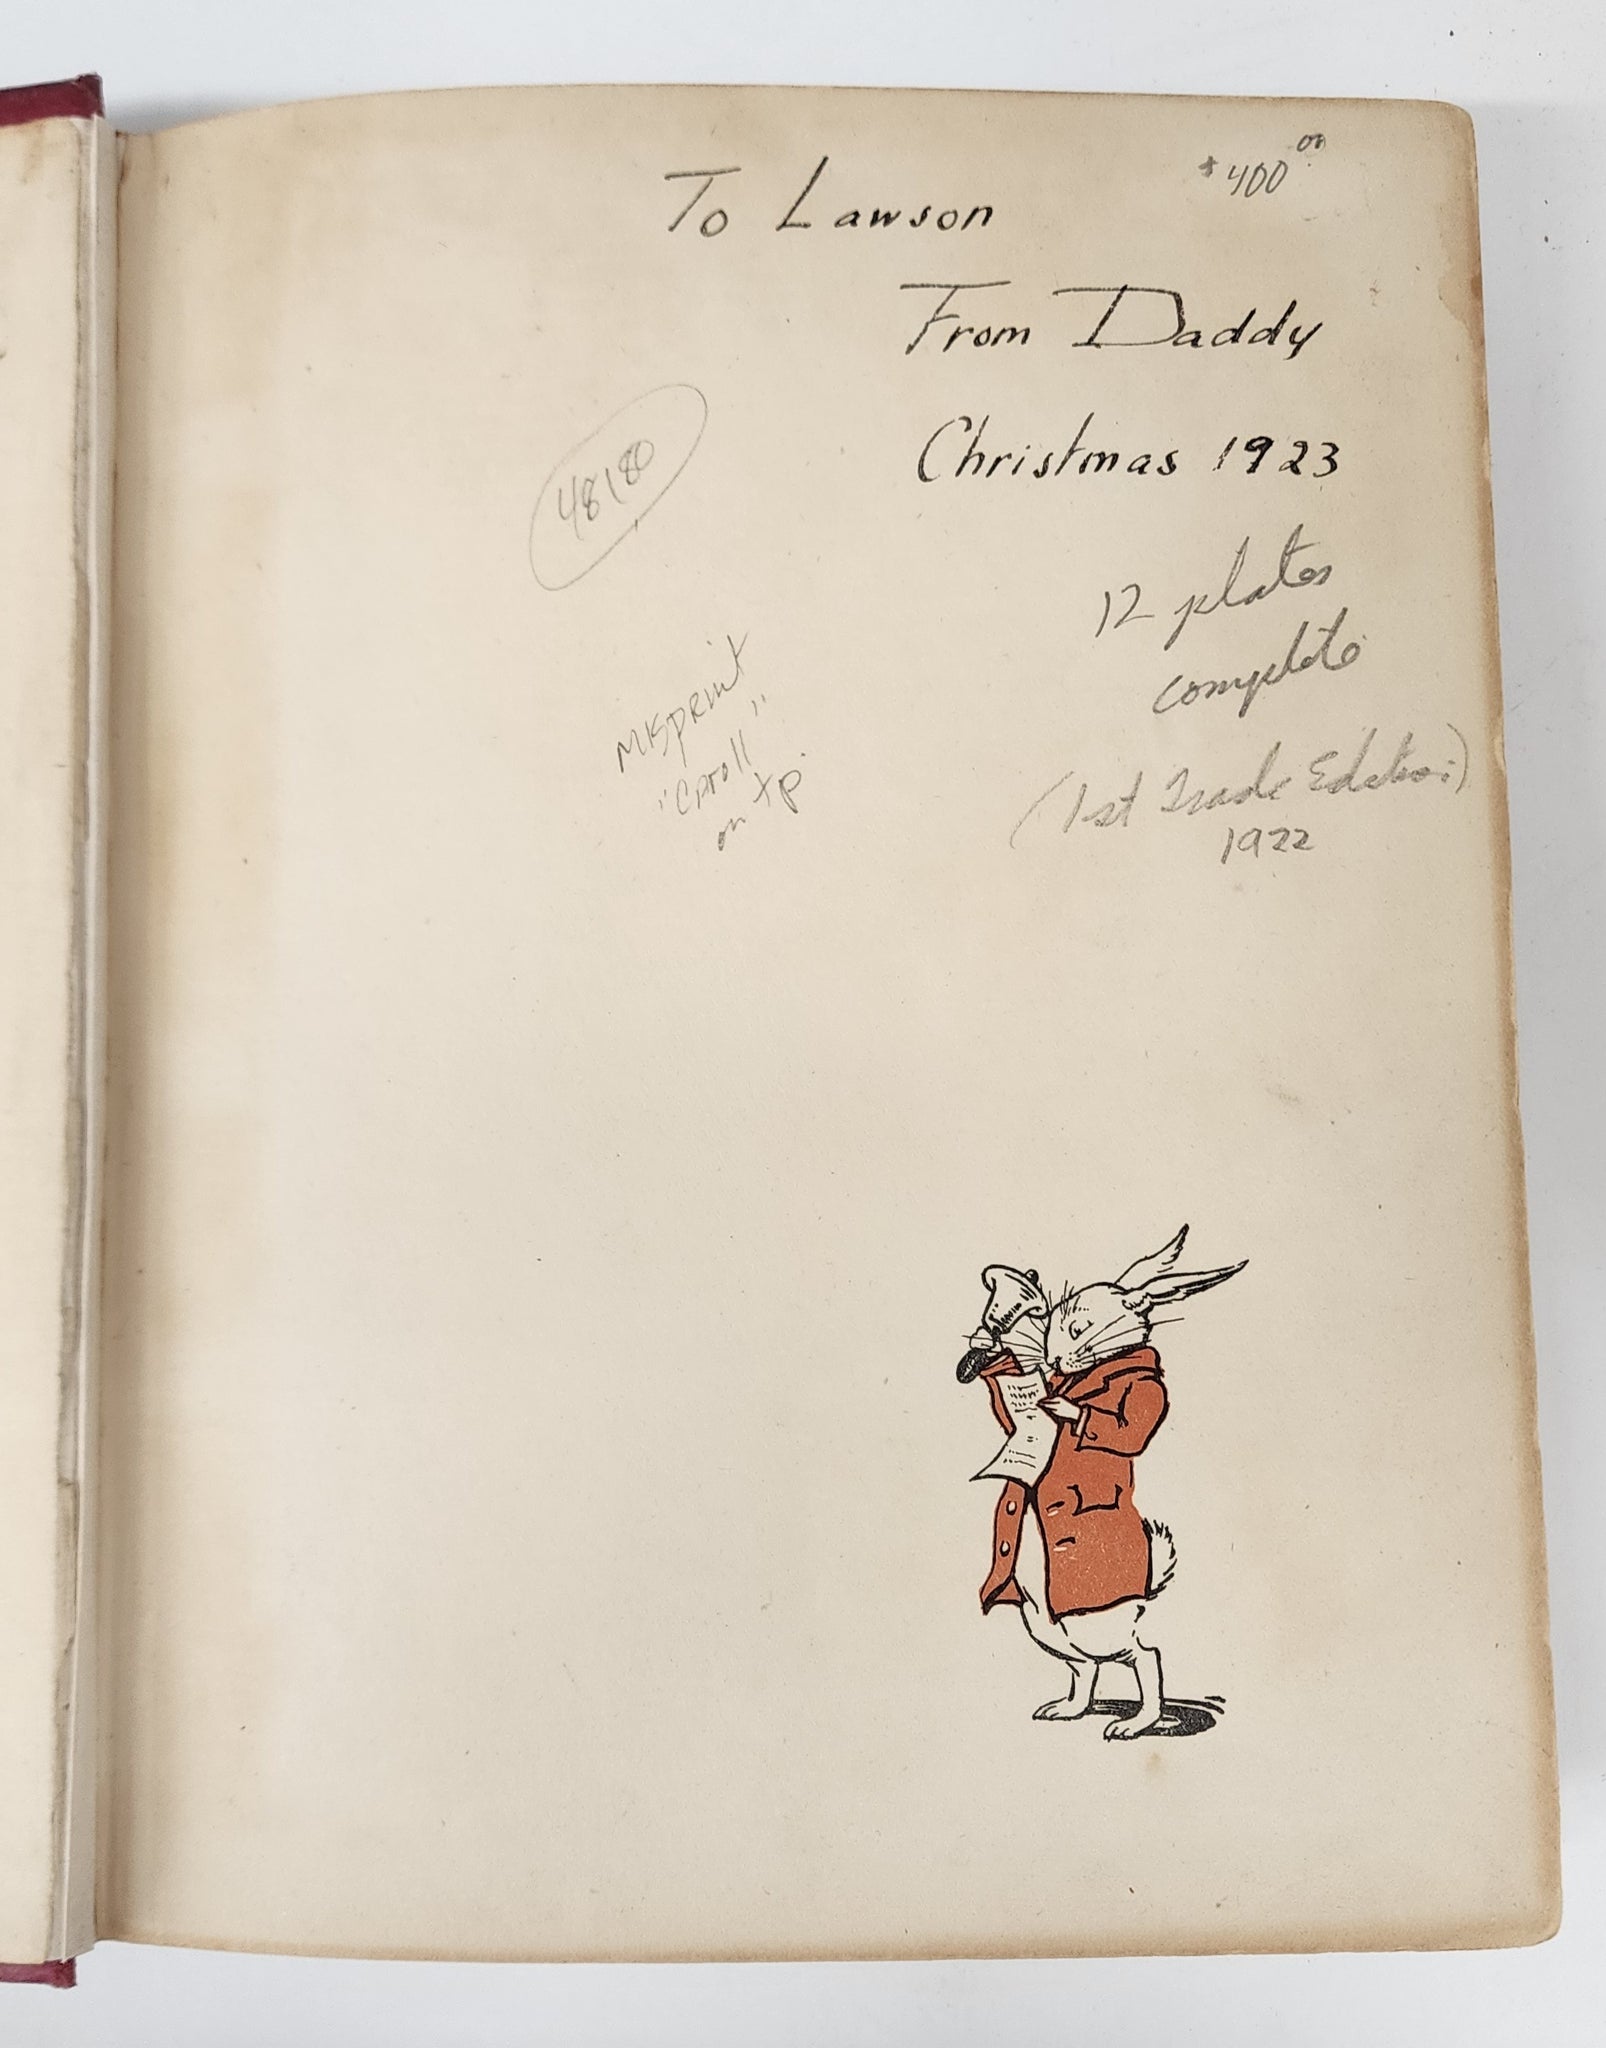 $400 00
To Lawson
From Daddy
Christmas 1923
48180
12 plates
complete
Misprint
"Caroll"
on tp.
(1st Trade Edition)
1922